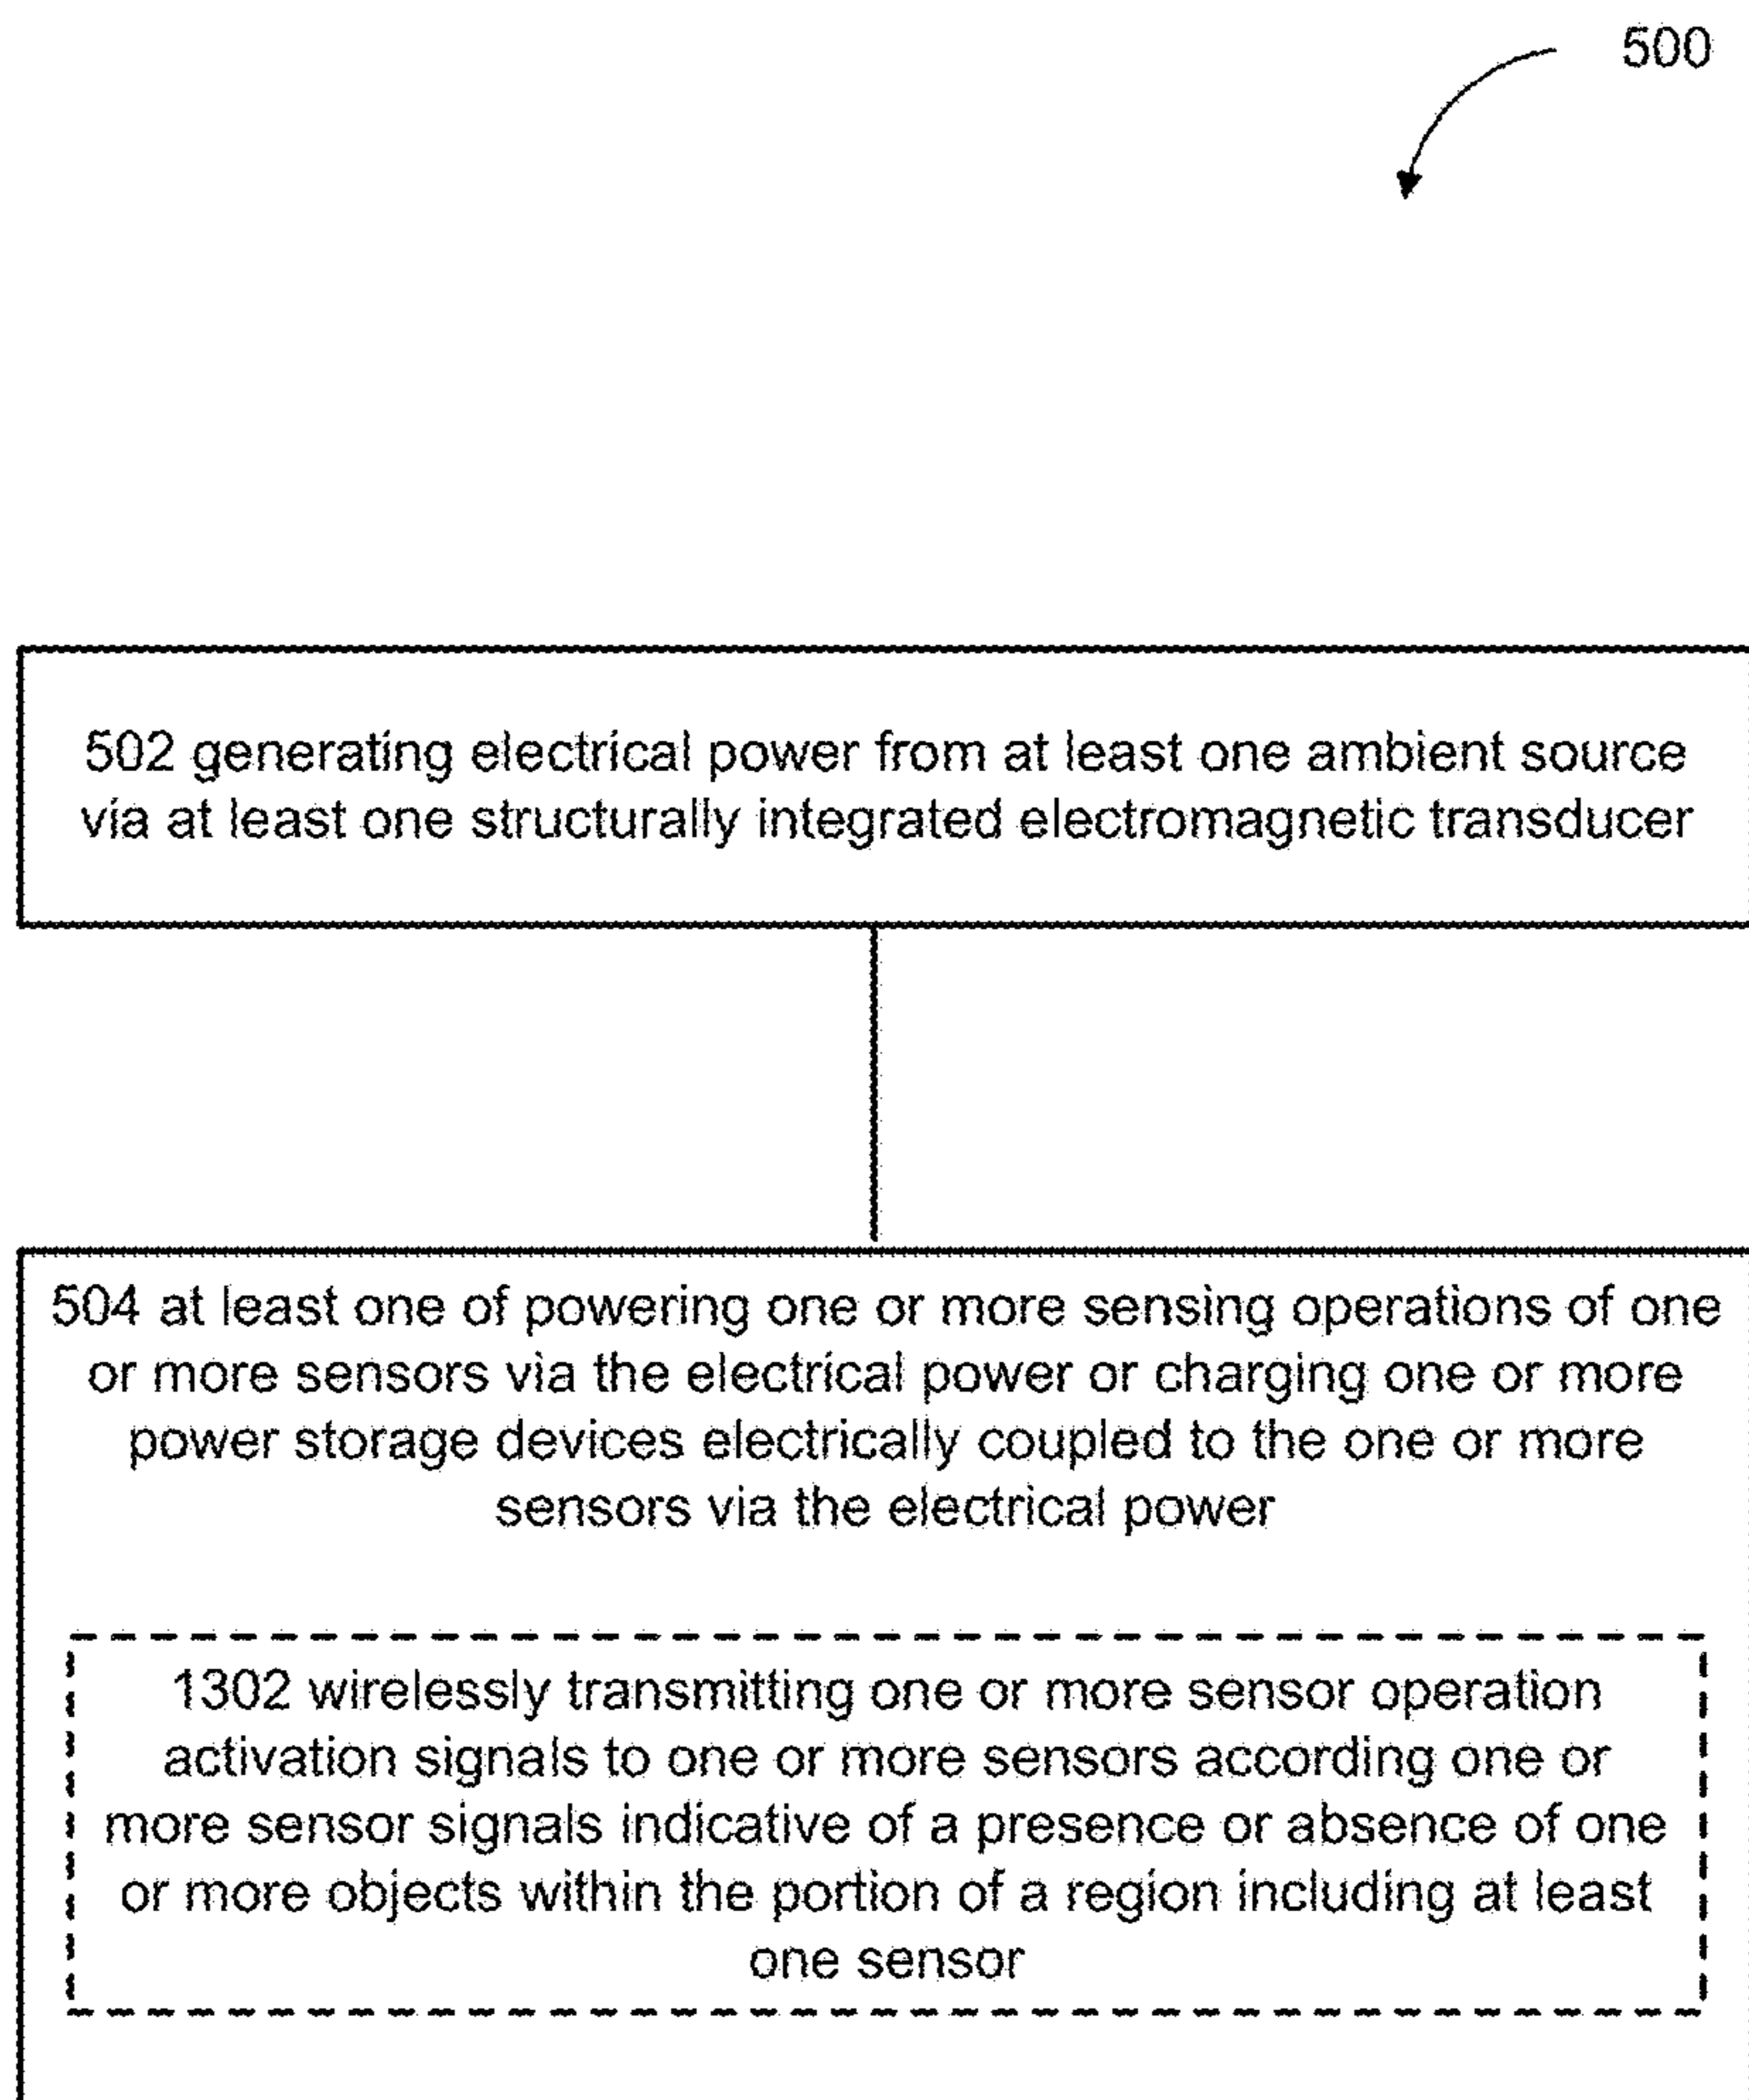 500
502 generating electrical power from at least one ambient source
via at least one structurally integrated electromagnetic transducer
504 at least one of powering one or more sensing operations of one
or more sensors via the electrical power or charging one or more
power storage devices electrically coupled to the one or more
sensors via the electrical power
1302 wirelessly transmitting one or more sensor operation
activation signals to one or more sensors according one or
more sensor signals indicative of a presence or absence of one
or more objects within the portion of a region including at least
one sensor